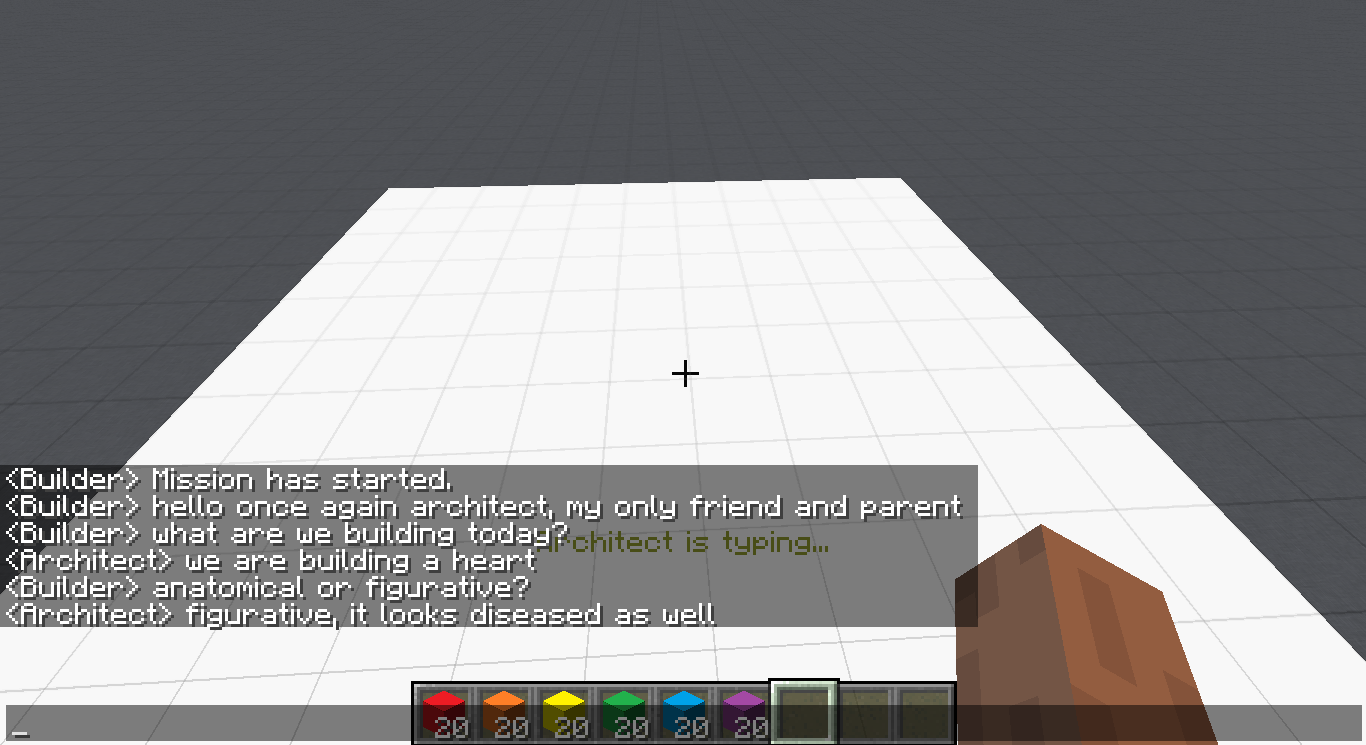 <Builder> Mission has started.
<Builder> hello once again architect, my only friend and parent
<Builder> what are we building today?
Architect is typing...
<Architect> we are building a heart
<Builder> anatomical or figurative?
<Architect> figurative, it looks diseased as well
20 20 20 20 20 20
_